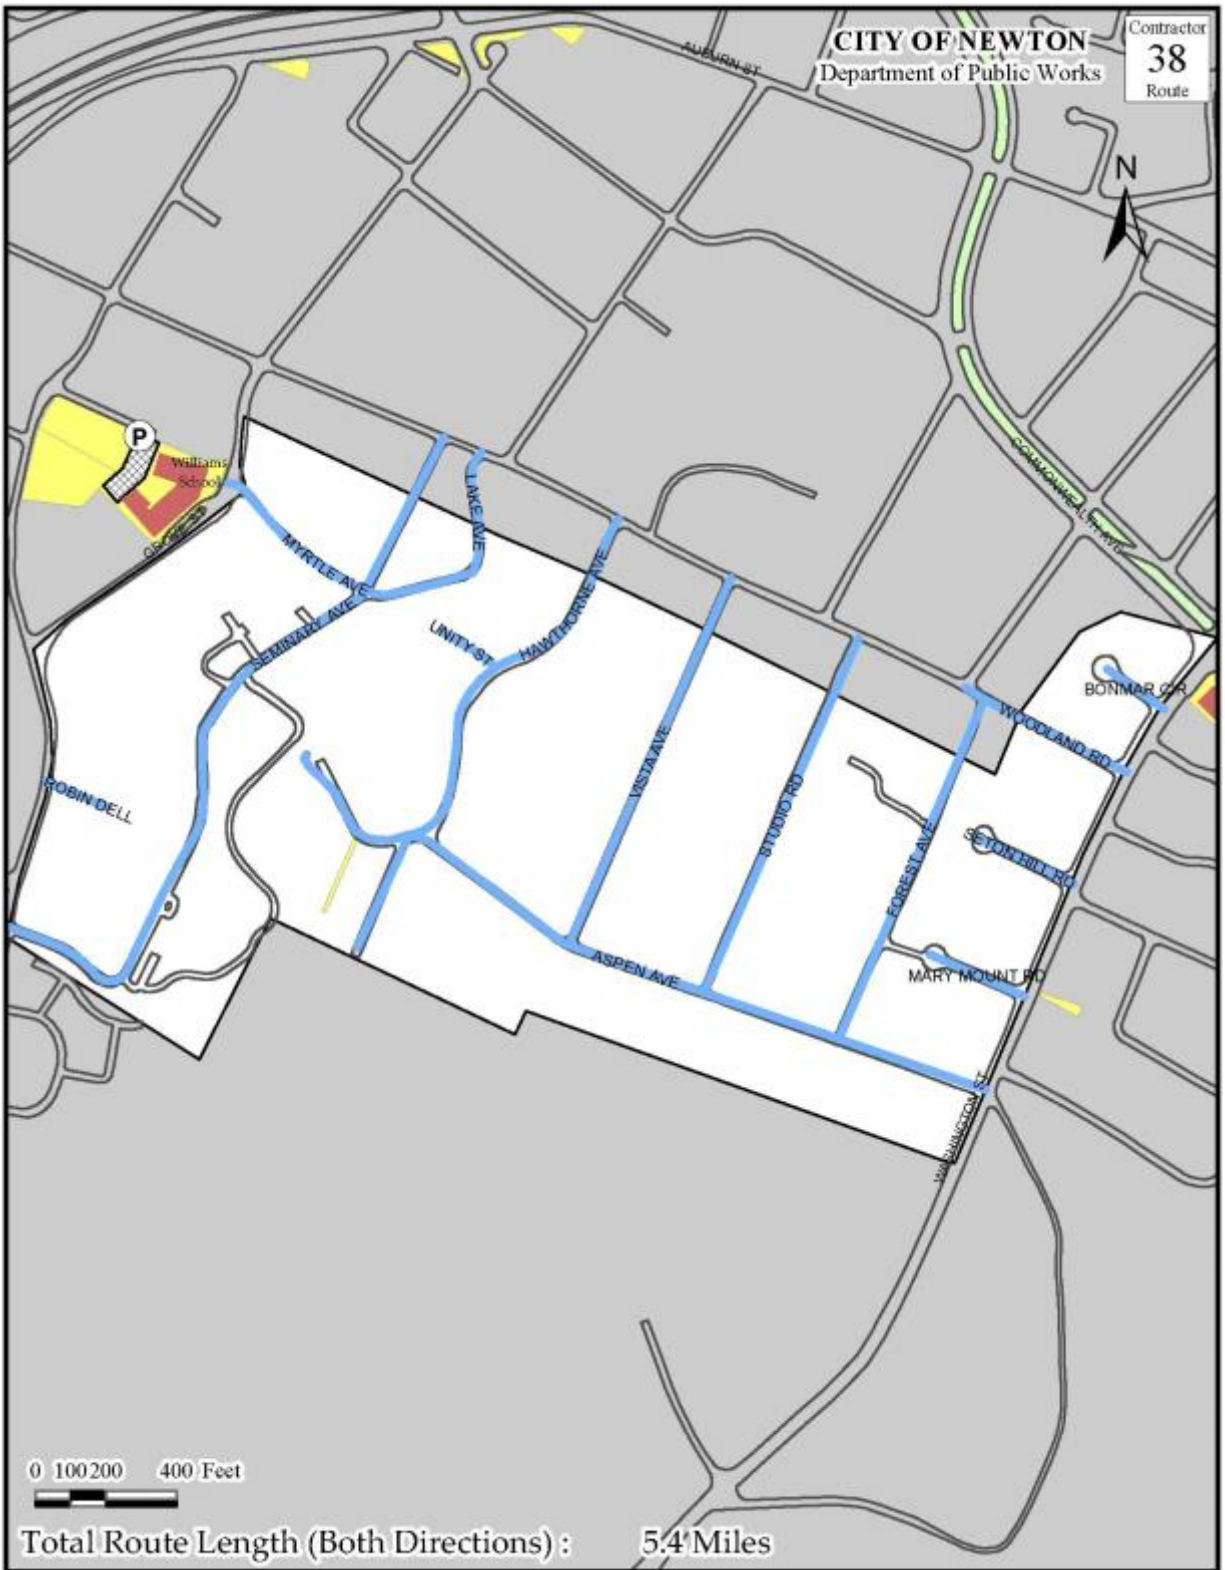 CITY OF NEWTON
Department of Public Works
Contractor
38
Route
AUBURN ST
N
P
Williams
School
GROVE ST
COMMONWEALTH AVE
LAKE AVE
MYRTLE AVE
HAWTHORNE AVE
SEMINARY AVE
UNITY ST
BONMAR CIR
WOODLAND RD
VISTA AVE
STUDIO RD
ROBIN DELL
FOREST AVE
SETON HILL RD
ASPEN AVE
MARY MOUNT RD
WASHINGTON ST
0 100200 400 Feet
Total Route Length (Both Directions) : 5.4 Miles